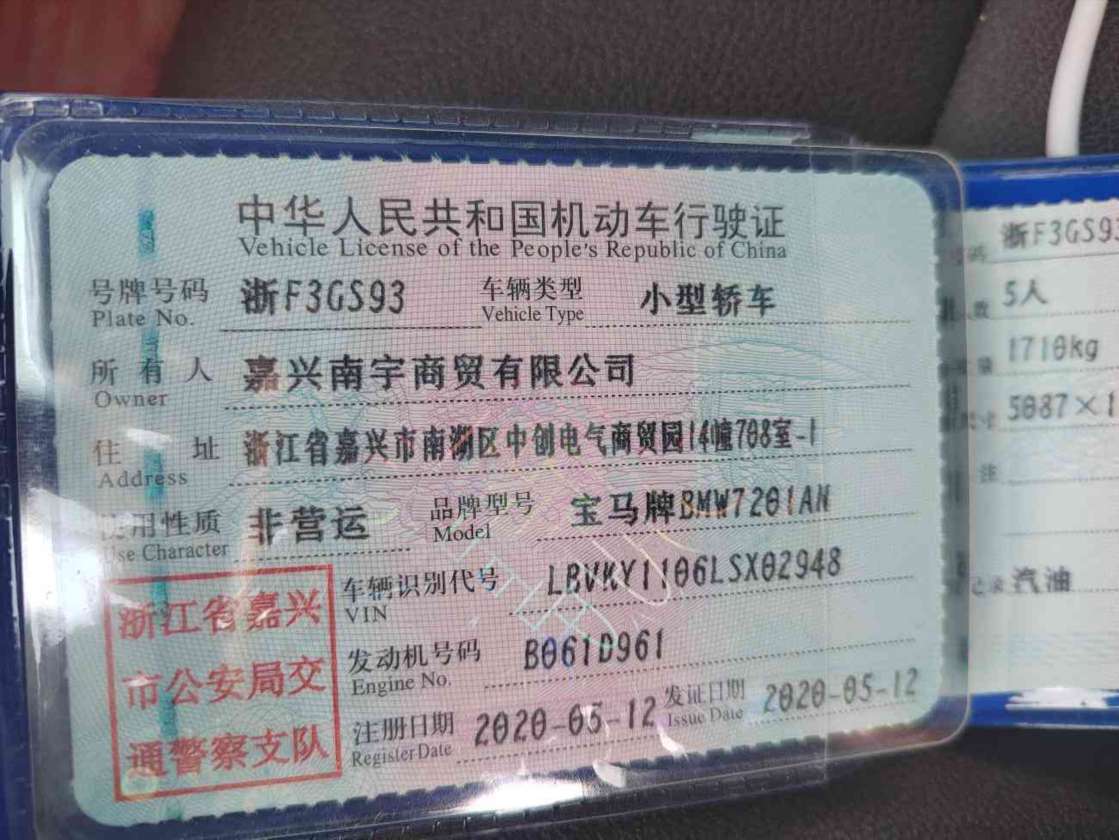 中华人民共和国机动车行驶证
Vehicle License of the People's Republic of China
号牌号码 浙F3GS93 车辆类型 小型轿车
Plate No. Vehicle Type
所有人 嘉兴南宇商贸有限公司
Owner
住址 浙江省嘉兴市南湖区中创电气商贸园14幢708室-1
Address
使用性质 非营运 品牌型号 宝马牌BMW7201AN
Use Character Model
车辆识别代号 LBVKY1106LSX02948
VIN
发动机号码 B061D961
Engine No.
注册日期 2020-05-12 发证日期 2020-05-12
Register Date Issue Date
浙江省嘉兴
市公安局交
通警察支队
浙F3GS93
5人
1710kg
5087×1
汽油